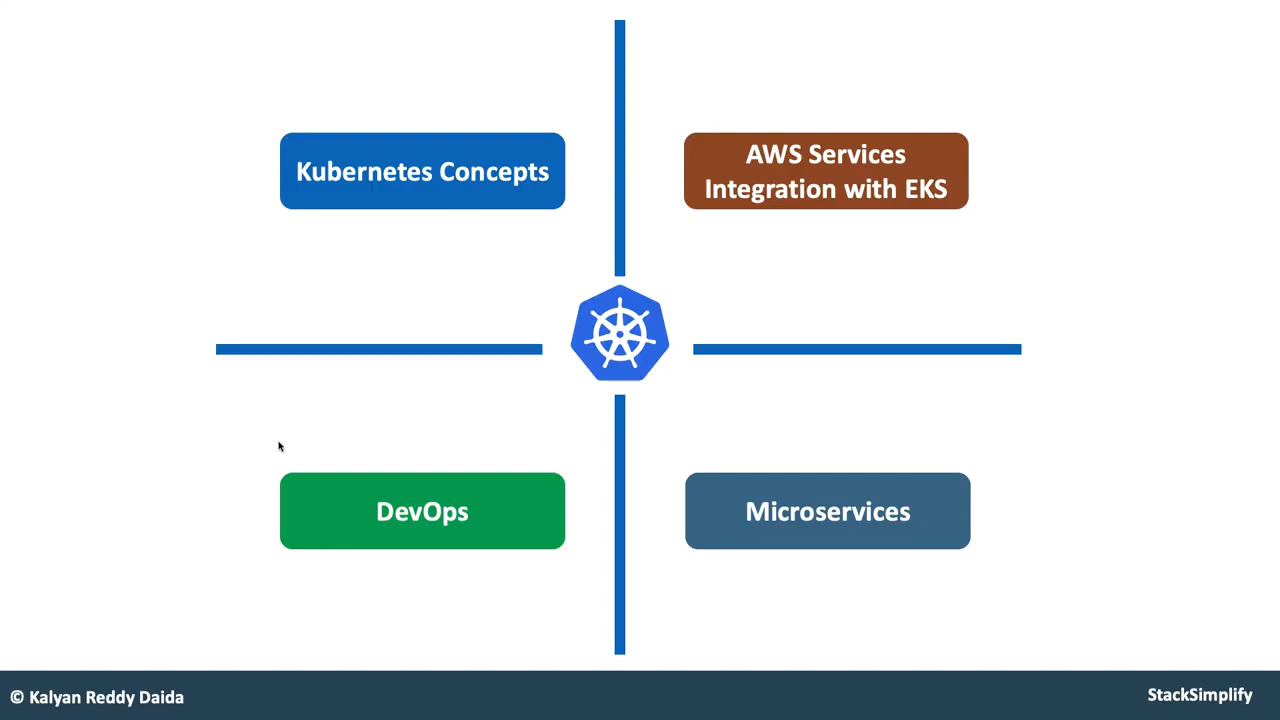 Kubernetes Concepts
AWS Services
Integration with EKS
DevOps
Microservices
© Kalyan Reddy Daida
StackSimplify